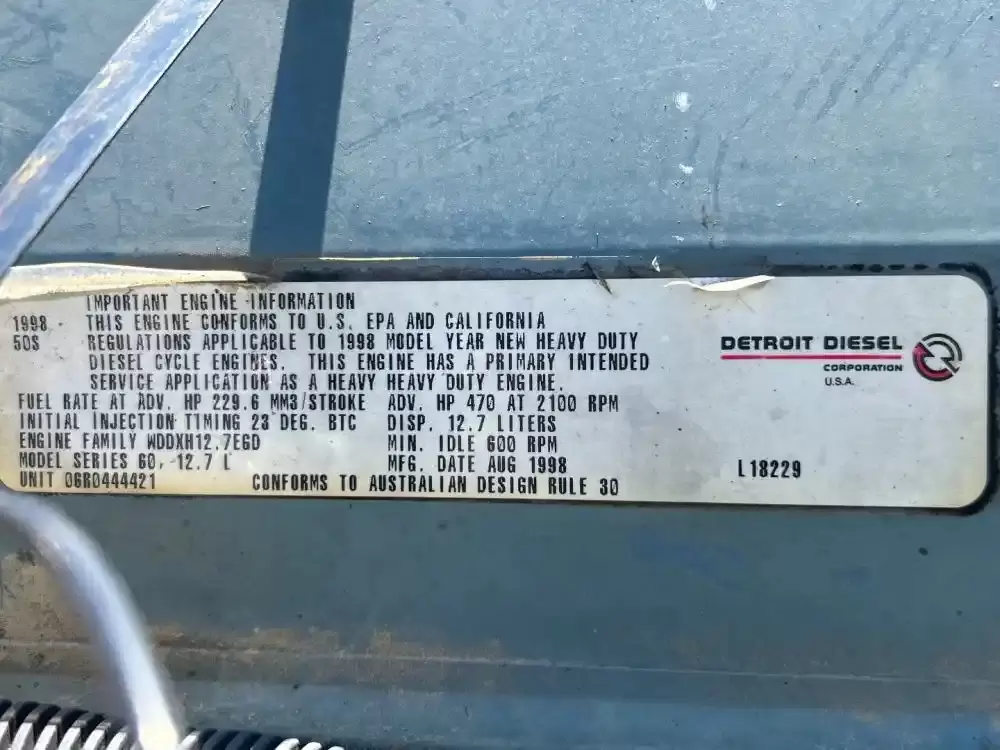 IMPORTANT ENGINE INFORMATION
1998 THIS ENGINE CONFORMS TO U.S. EPA AND CALIFORNIA
50S REGULATIONS APPLICABLE TO 1998 MODEL YEAR NEW HEAVY DUTY
DIESEL CYCLE ENGINES. THIS ENGINE HAS A PRIMARY INTENDED
SERVICE APPLICATION AS A HEAVY HEAVY DUTY ENGINE.
FUEL RATE AT ADV. HP 229.6 MM3/STROKE ADV. HP 470 AT 2100 RPM
INITIAL INJECTION TIMING 23 DEG. BTC DISP. 12.7 LITERS
ENGINE FAMILY WDDXH12.7EGD MIN. IDLE 600 RPM
MODEL SERIES 60, 12.7 L MFG. DATE AUG 1998
UNIT 06R0444421 CONFORMS TO AUSTRALIAN DESIGN RULE 30
DETROIT DIESEL
CORPORATION
U.S.A.
L18229